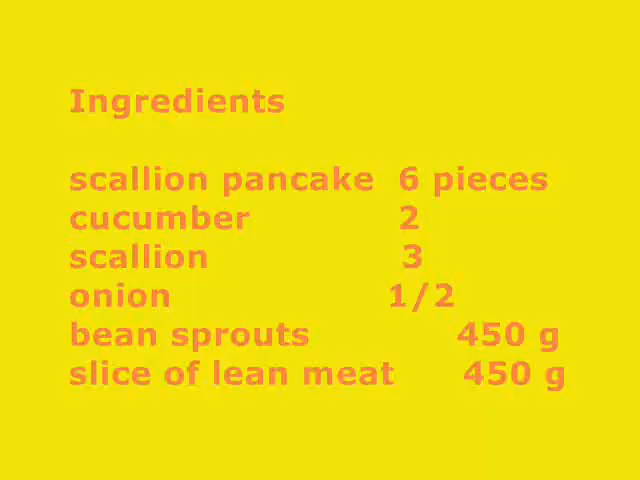 Ingredients
scallion pancake 6 pieces
cucumber 2
scallion 3
onion 1/2
bean sprouts 450 g
slice of lean meat 450 g